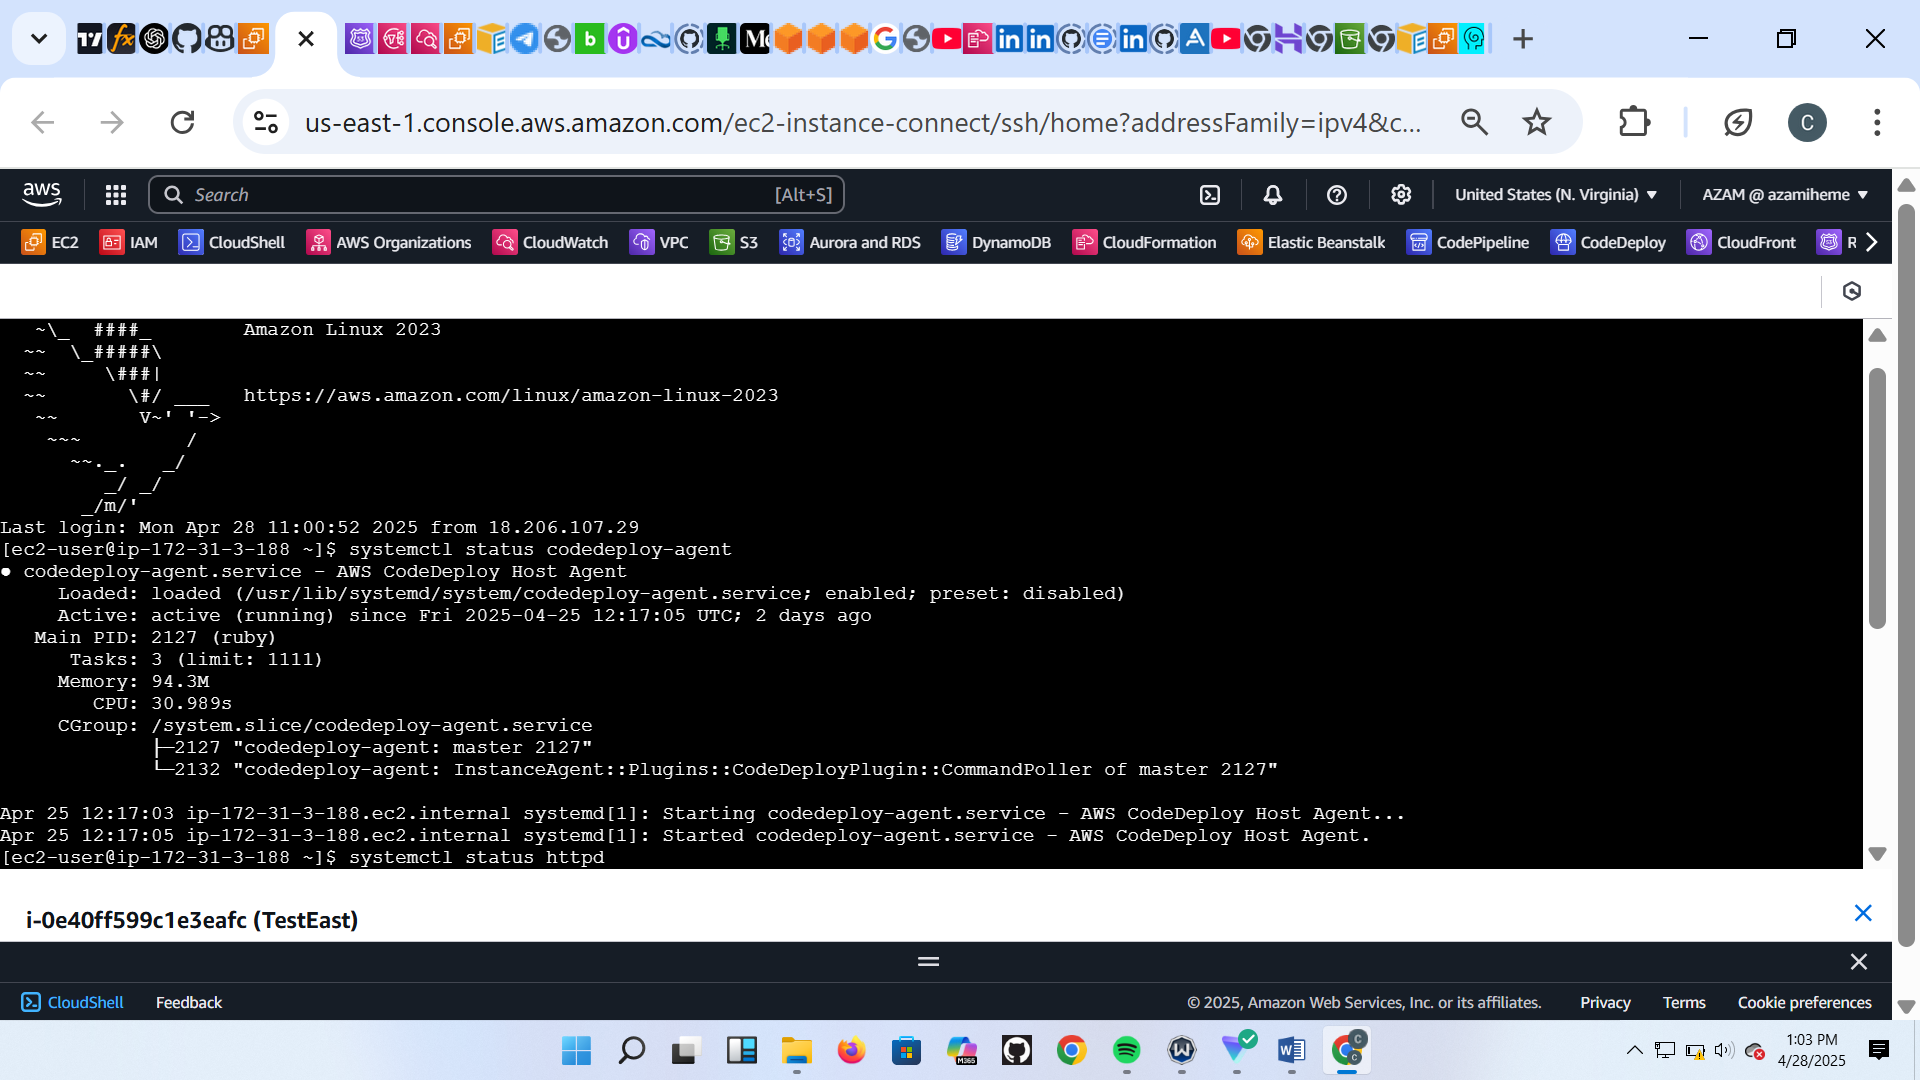 us-east-1.console.aws.amazon.com/ec2-instance-connect/ssh/home?addressFamily=ipv4&c...
C
aws
Search
[Alt+S]
United States (N. Virginia)
AZAM @ azamiheme
EC2
IAM
CloudShell
AWS Organizations
CloudWatch
VPC
S3
Aurora and RDS
DynamoDB
CloudFormation
Elastic Beanstalk
CodePipeline
CodeDeploy
CloudFront
R
~\_  ####_        Amazon Linux 2023
~~  \_#####\
~~     \###|
~~       \#/ ___   https://aws.amazon.com/linux/amazon-linux-2023
~~       V~' '->
~~~         /
~~._.   _/
_/ _/
_/m/'
Last login: Mon Apr 28 11:00:52 2025 from 18.206.107.29
[ec2-user@ip-172-31-3-188 ~]$ systemctl status codedeploy-agent
● codedeploy-agent.service - AWS CodeDeploy Host Agent
Loaded: loaded (/usr/lib/systemd/system/codedeploy-agent.service; enabled; preset: disabled)
Active: active (running) since Fri 2025-04-25 12:17:05 UTC; 2 days ago
Main PID: 2127 (ruby)
Tasks: 3 (limit: 1111)
Memory: 94.3M
CPU: 30.989s
CGroup: /system.slice/codedeploy-agent.service
├─2127 "codedeploy-agent: master 2127"
└─2132 "codedeploy-agent: InstanceAgent::Plugins::CodeDeployPlugin::CommandPoller of master 2127"
Apr 25 12:17:03 ip-172-31-3-188.ec2.internal systemd[1]: Starting codedeploy-agent.service - AWS CodeDeploy Host Agent...
Apr 25 12:17:05 ip-172-31-3-188.ec2.internal systemd[1]: Started codedeploy-agent.service - AWS CodeDeploy Host Agent.
[ec2-user@ip-172-31-3-188 ~]$ systemctl status httpd
i-0e40ff599c1e3eafc (TestEast)
CloudShell
Feedback
© 2025, Amazon Web Services, Inc. or its affiliates.
Privacy
Terms
Cookie preferences
1:03 PM
4/28/2025